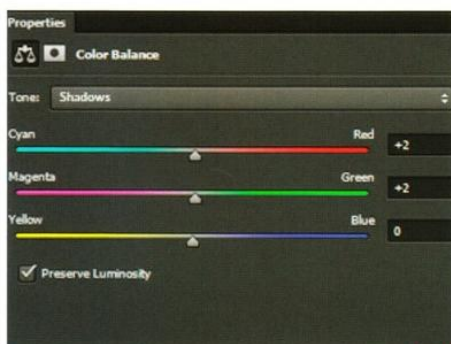 Properties
Color Balance
Tone: Shadows
Cyan Red +2
Magenta Green +2
Yellow Blue 0
Preserve Luminosity